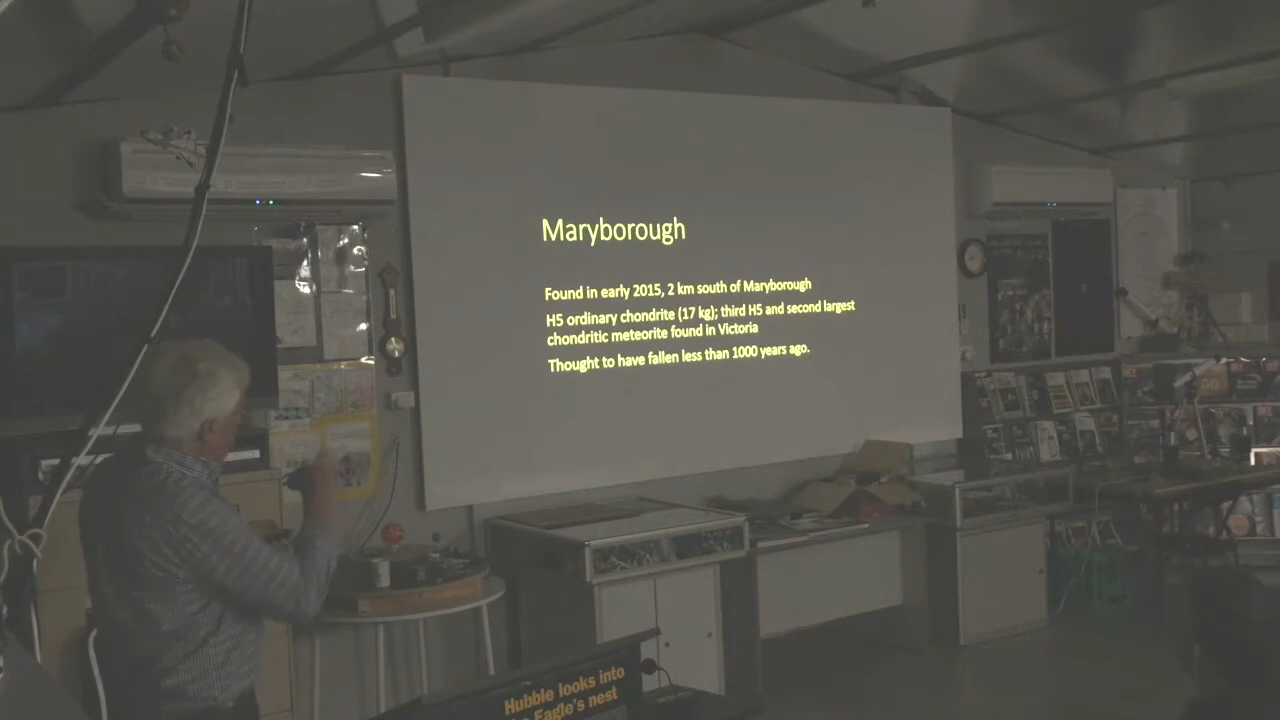 Maryborough
Found in early 2015, 2 km south of Maryborough
H5 ordinary chondrite (17 kg); third H5 and second largest
chondritic meteorite found in Victoria
Thought to have fallen less than 1000 years ago.
Hubble looks into
Eagle's nest